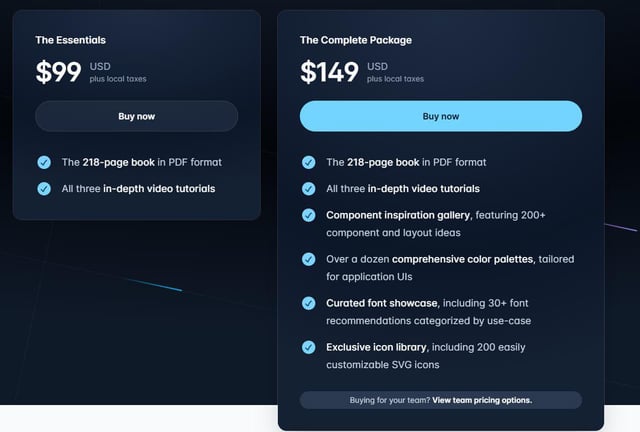 The Essentials
$99 USD
plus local taxes
Buy now
The 218-page book in PDF format
All three in-depth video tutorials
The Complete Package
$149 USD
plus local taxes
Buy now
The 218-page book in PDF format
All three in-depth video tutorials
Component inspiration gallery, featuring 200+
component and layout ideas
Over a dozen comprehensive color palettes, tailored
for application UIs
Curated font showcase, including 30+ font
recommendations categorized by use-case
Exclusive icon library, including 200 easily
customizable SVG icons
Buying for your team? View team pricing options.